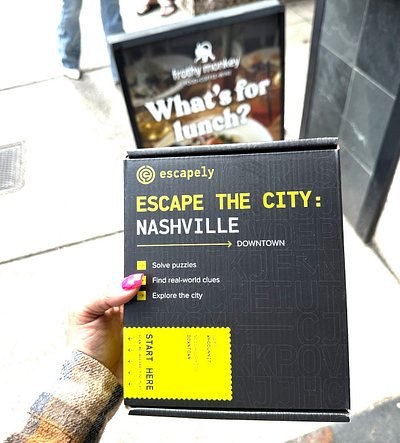 frothy monkey
What's for
lunch?
escapely
ESCAPE THE CITY:
NASHVILLE
DOWNTOWN
Solve puzzles
Find real-world clues
Explore the city
START HERE
DOWNTOWN